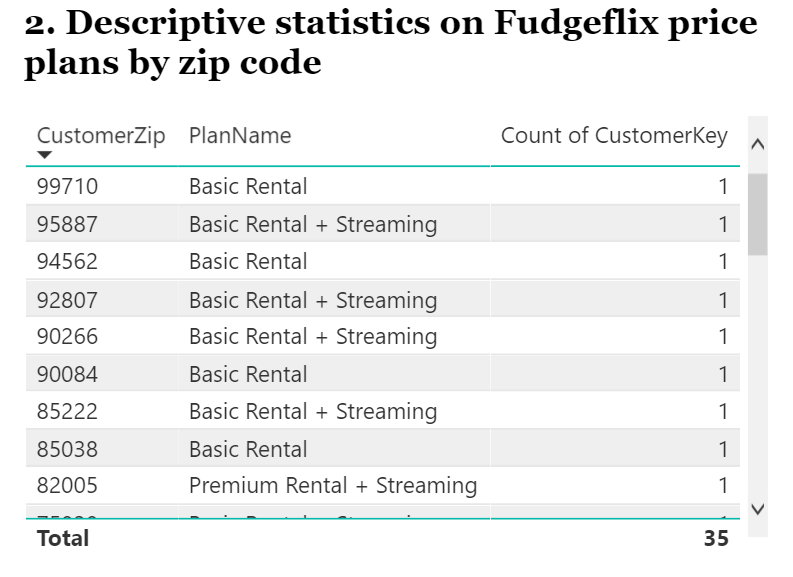 2. Descriptive statistics on Fudgeflix price
plans by zip code
CustomerZip PlanName Count of CustomerKey
99710 Basic Rental 1
95887 Basic Rental + Streaming 1
94562 Basic Rental 1
92807 Basic Rental + Streaming 1
90266 Basic Rental + Streaming 1
90084 Basic Rental 1
85222 Basic Rental + Streaming 1
85038 Basic Rental 1
82005 Premium Rental + Streaming 1
Total 35